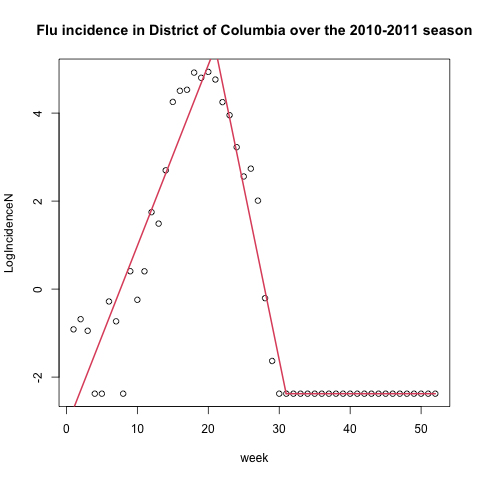 Flu incidence in District of Columbia over the 2010-2011 season
LogIncidenceN
4
2
0
-2
0 10 20 30 40 50
week